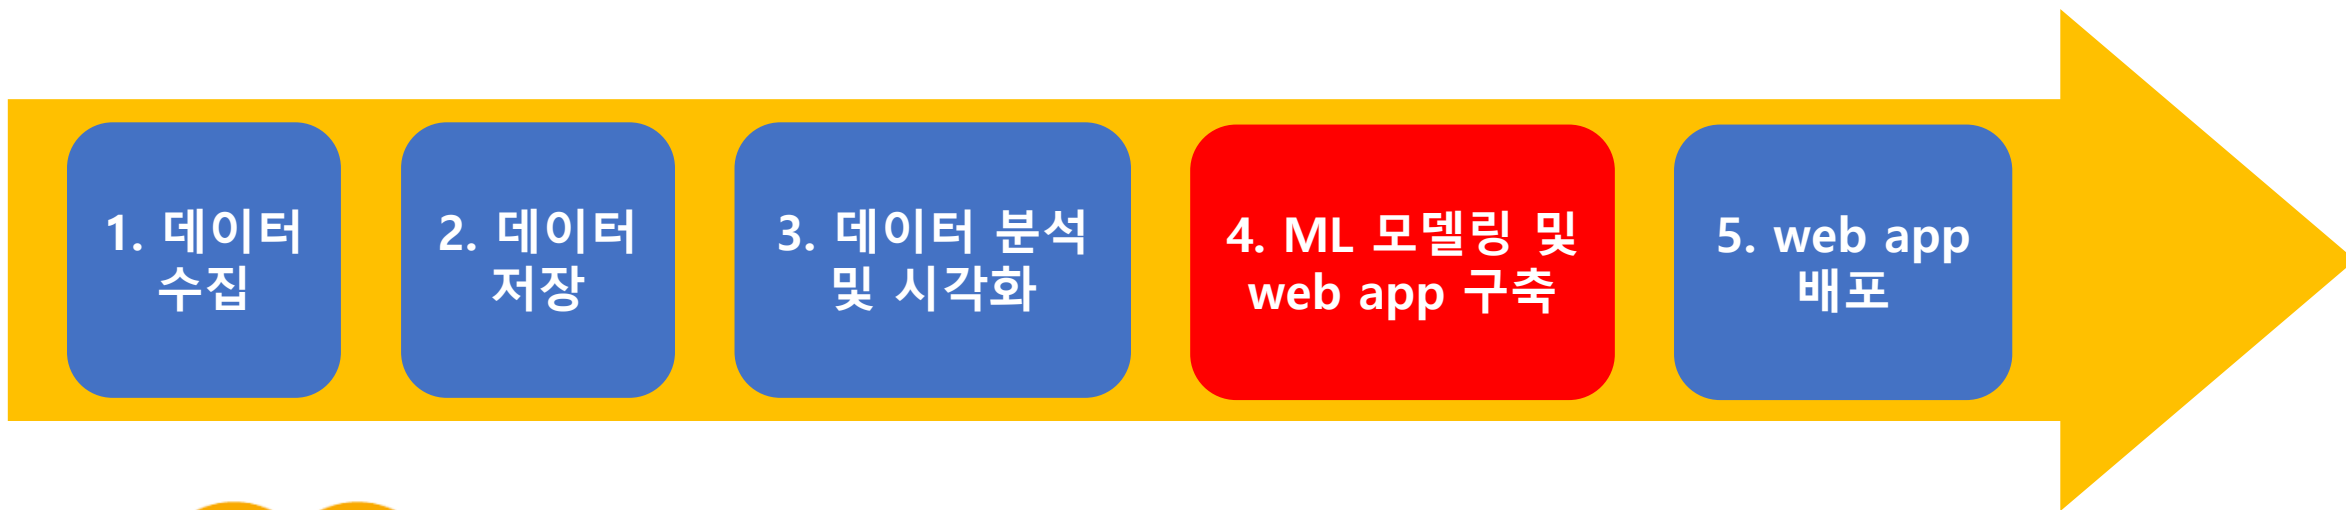 1. 데이터
수집
2. 데이터
저장
3. 데이터 분석
및 시각화
4. ML 모델링 및
web app 구축
5. web app
배포